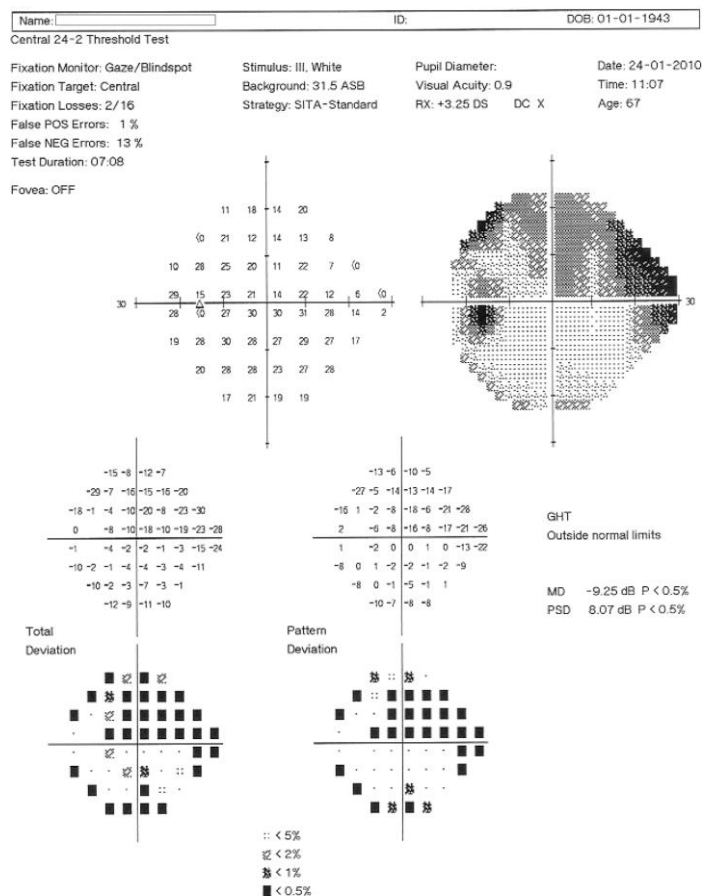 Name: ID: DOB: 01-01-1943
Central 24-2 Threshold Test
Fixation Monitor: Gaze/Blindspot Stimulus: III, White Pupil Diameter: Date: 24-01-2010
Fixation Target: Central Background: 31.5 ASB Visual Acuity: 0.9 Time: 11:07
Fixation Losses: 2/16 Strategy: SITA-Standard RX: +3.25 DS DC X Age: 67
False POS Errors: 1 %
False NEG Errors: 13 %
Test Duration: 07:08
Fovea: OFF
11 18 14 20
<0 21 12 14 13 8
10 28 25 20 11 22 7 <0
29 15 23 21 14 22 12 6 <0
30 30
28 <0 27 30 30 31 28 14 2
19 28 30 28 27 29 27 17
20 28 28 23 27 28
17 21 19 19
-15 -8 -12 -7 -13 -6 -10 -5
-29 -7 -16 -15 -16 -20 -27 -5 -14 -13 -14 -17
-18 -1 -4 -10 -20 -8 -23 -30 -16 1 -2 -8 -18 -6 -21 -28
0 -8 -10 -18 -10 -19 -23 -28 2 -6 -8 -16 -8 -17 -21 -26
-1 -4 -2 -2 -1 -3 -15 -24 1 -2 0 0 1 0 -13 -22
-10 -2 -1 -4 -4 -3 -4 -11 -8 0 1 -2 -2 -1 -2 -9
-10 -2 -3 -7 -3 -1 -8 0 -1 -5 -1 1
-12 -9 -11 -10 -10 -7 -8 -8
GHT
Outside normal limits
MD -9.25 dB P < 0.5%
PSD 8.07 dB P < 0.5%
Total Deviation
Pattern Deviation
< 5%
< 2%
< 1%
< 0.5%